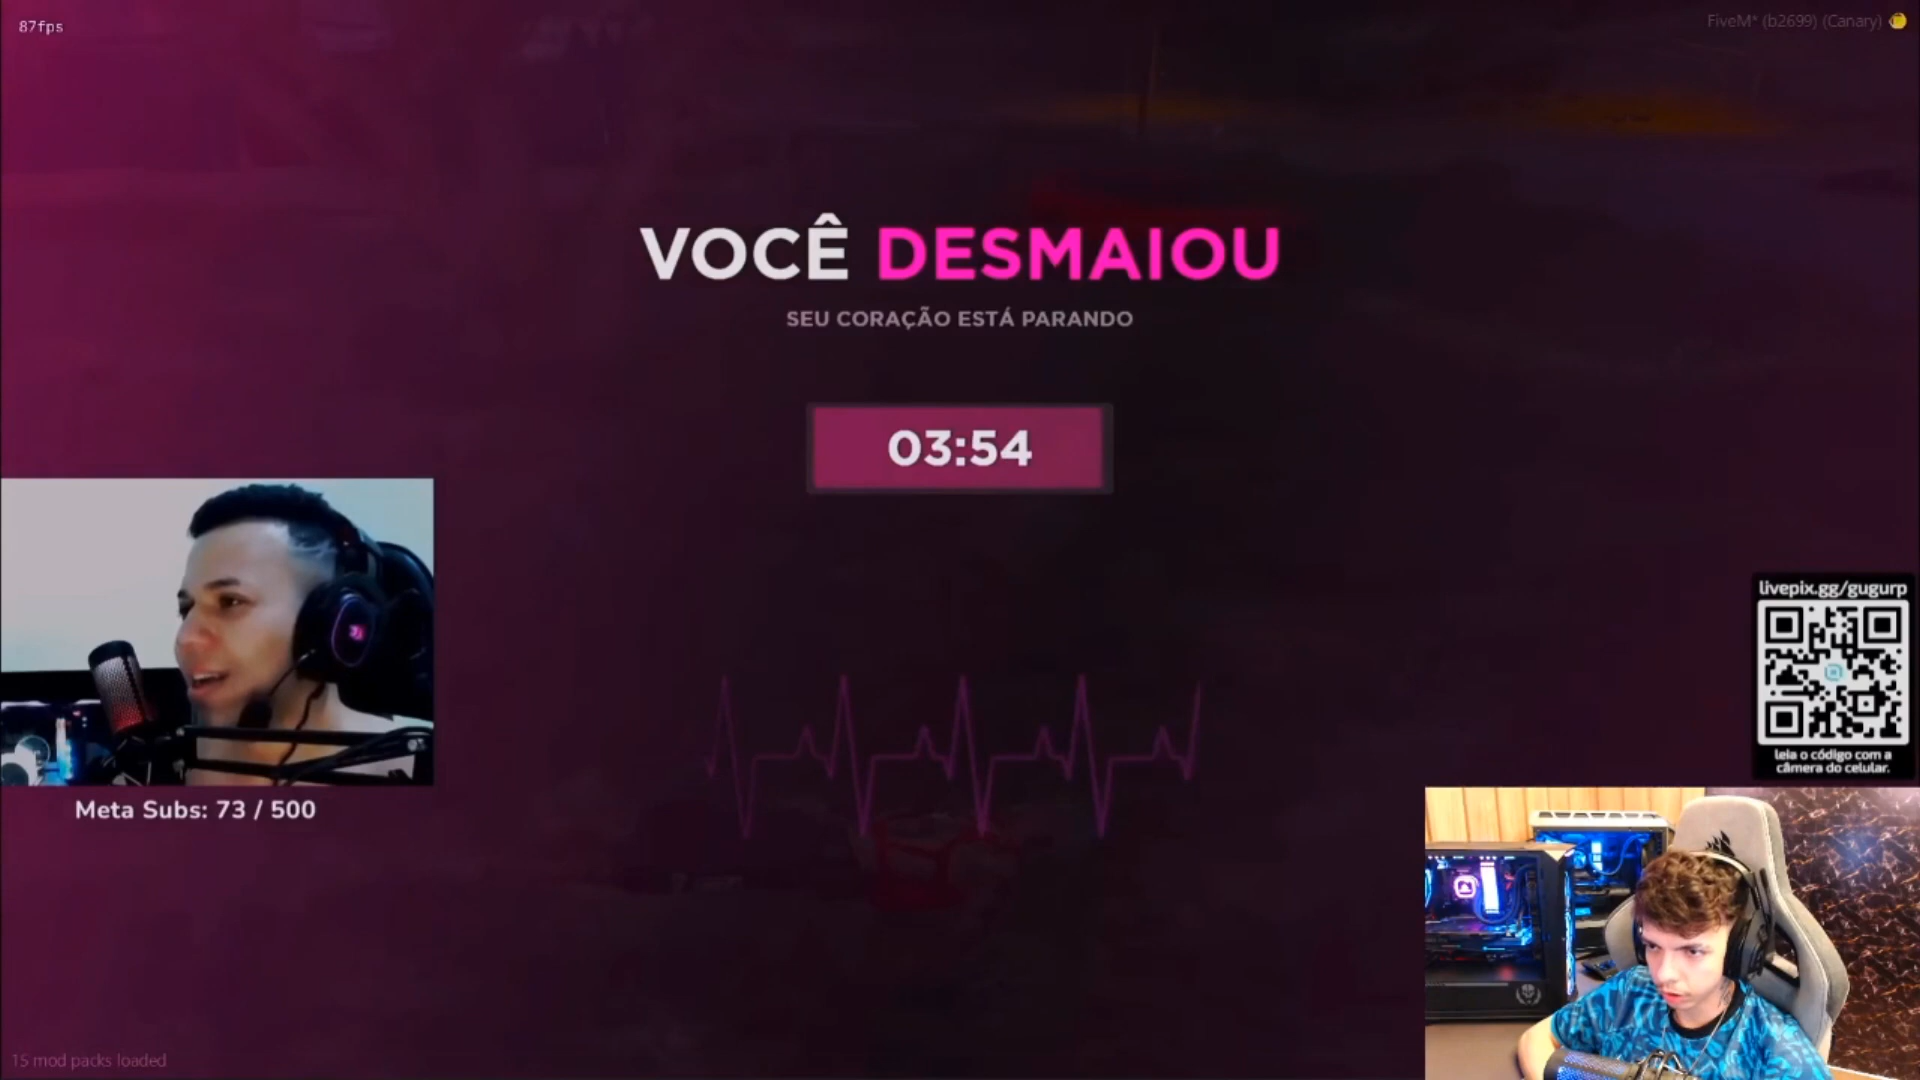 87fps
FiveM* (b2699) (Canary)
VOCÊ DESMAIOU
SEU CORAÇÃO ESTÁ PARANDO
03:54
livepix.gg/gugurp
leia o código com a
câmera do celular.
Meta Subs: 73 / 500
15 mod packs loaded